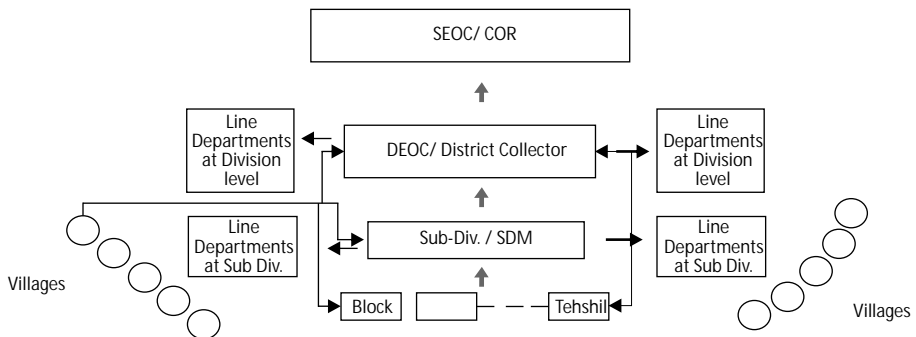 SEOC/ COR
Line
Departments
at Division
level
DEOC/ District Collector
Line
Departments
at Division
level
Line
Departments
at Sub Div.
Sub-Div. / SDM
Line
Departments
at Sub Div.
Villages
Block
Tehshil
Villages